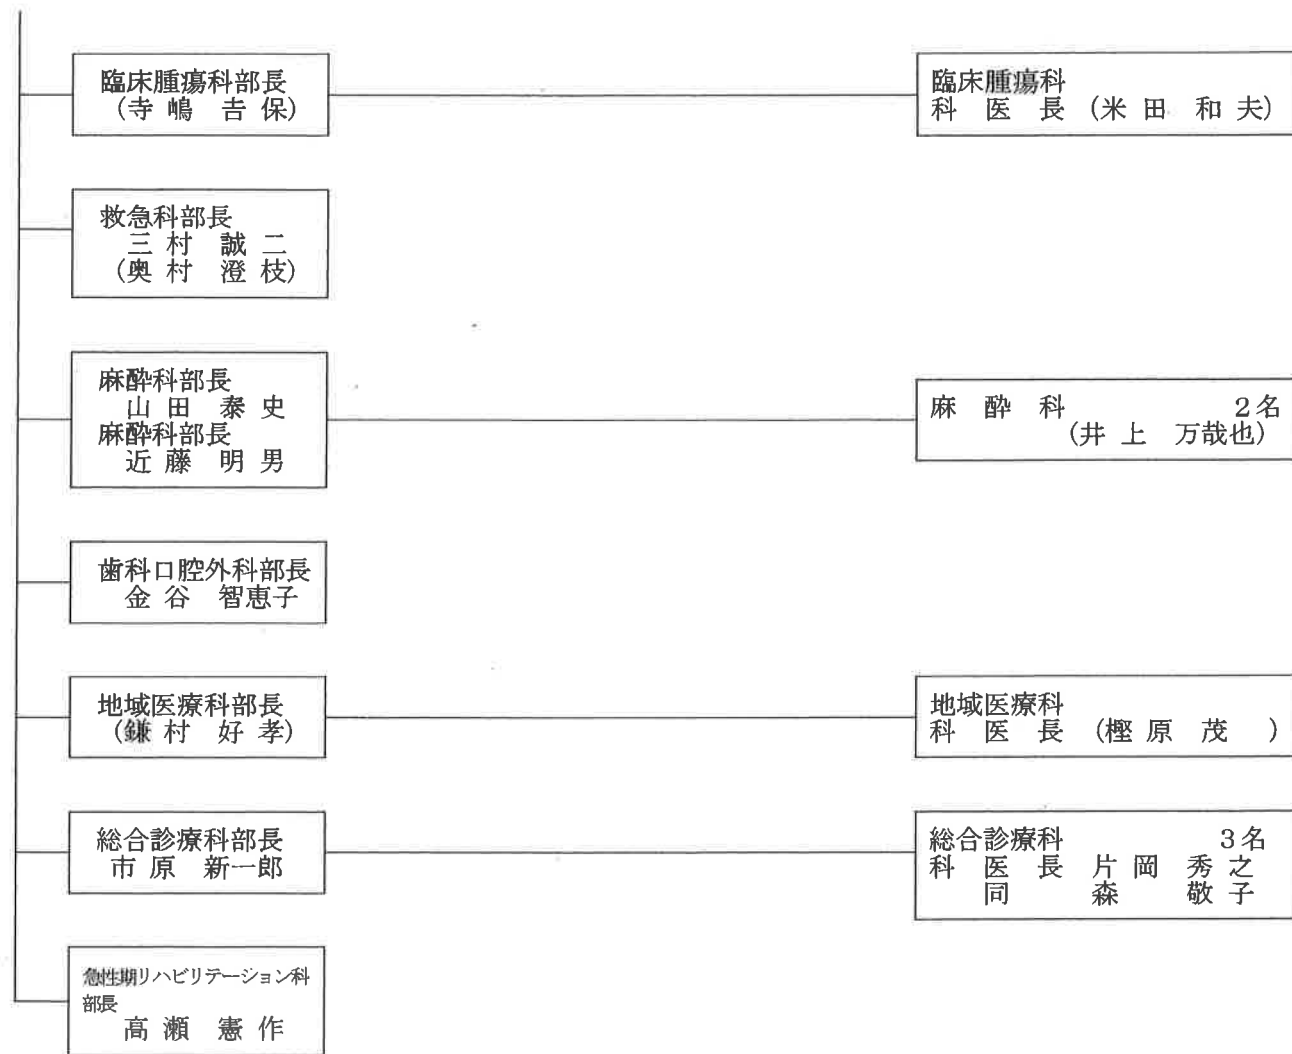 臨床腫瘍科部長
(寺嶋 吉保)
臨床腫瘍科
科 医 長 (米田 和夫)
救急科部長
三村 誠二
(奥村 澄枝)
麻酔科部長
山田 泰史
麻酔科部長
近藤 明男
麻 酔 科 2名
(井上 万哉也)
歯科口腔外科部長
金谷 智恵子
地域医療科部長
(鎌村 好孝)
地域医療科
科 医 長 (樫原 茂 )
総合診療科部長
市原 新一郎
総合診療科 3名
科 医 長 片岡 秀之
同 森 敬子
急性期リハビリテーション科
部長
高瀬 憲作